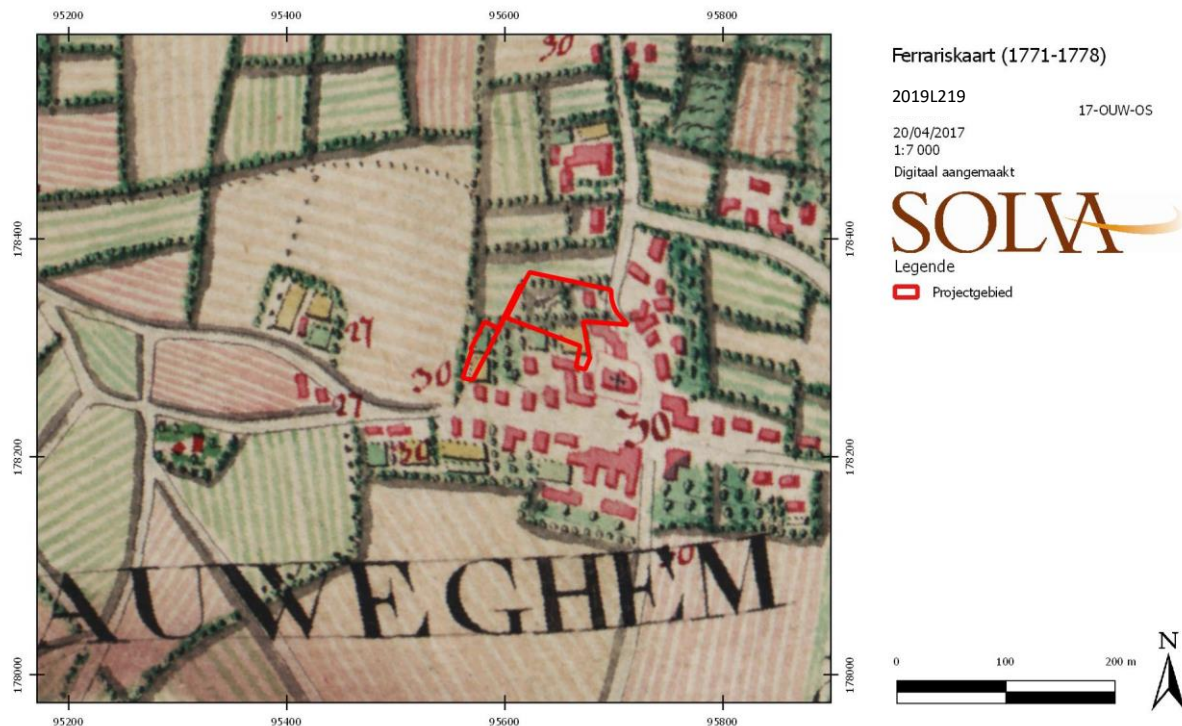 95200 95400 95600 95800
178400
178200
178000
178400
178200
178000
95200 95400 95600 95800
30
27
27
30
30
30
30
AUWEGHEM
Ferrariskaart (1771-1778)
2019L219
17-OUW-OS
20/04/2017
1:7 000
Digitaal aangemaakt
SOLVA
Legende
Projectgebied
0 100 200 m
N